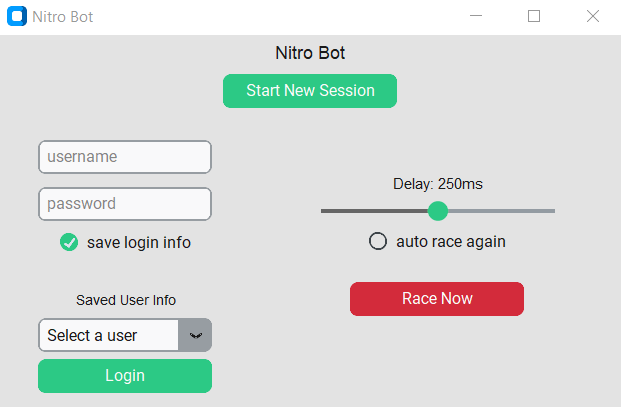 Nitro Bot
Nitro Bot
Start New Session
username
password
save login info
Saved User Info
Select a user
Login
Delay: 250ms
auto race again
Race Now